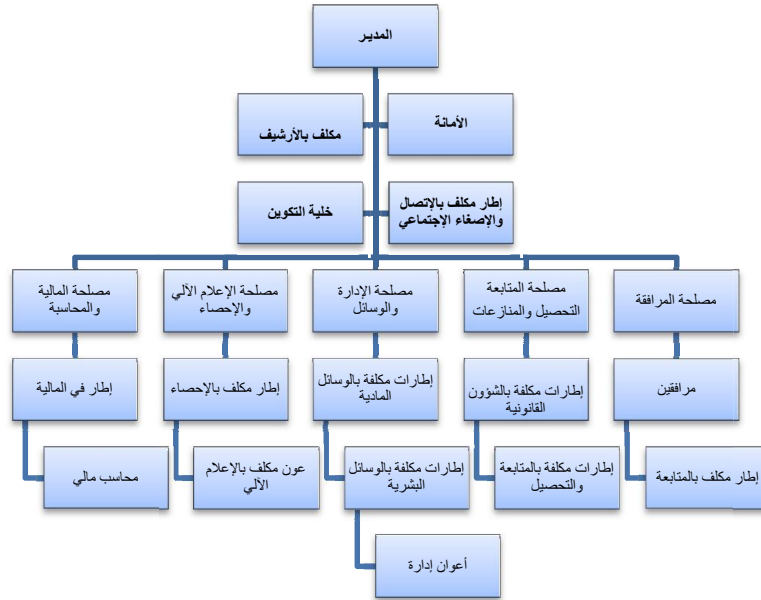 المديـر
الأمانة
مكلف بالأرشيف
إطار مكلف بالإتصال
والإصغاء الإجتماعي
خلية التكوين
مصلحة المرافقة
مصلحة المتابعة
التحصيل والمنازعات
مصلحة الإدارة
والوسائل
مصلحة الإعلام الآلي
والإحصاء
مصلحة المالية
والمحاسبة
مرافقين
إطارات مكلفة بالشؤون
القانونية
إطارات مكلفة بالوسائل
المادية
إطار مكلف بالإحصاء
إطار في المالية
إطار مكلف بالمتابعة
إطارات مكلفة بالمتابعة
والتحصيل
إطارات مكلفة بالوسائل
البشرية
عون مكلف بالإعلام
الآلي
محاسب مالي
أعوان إدارة